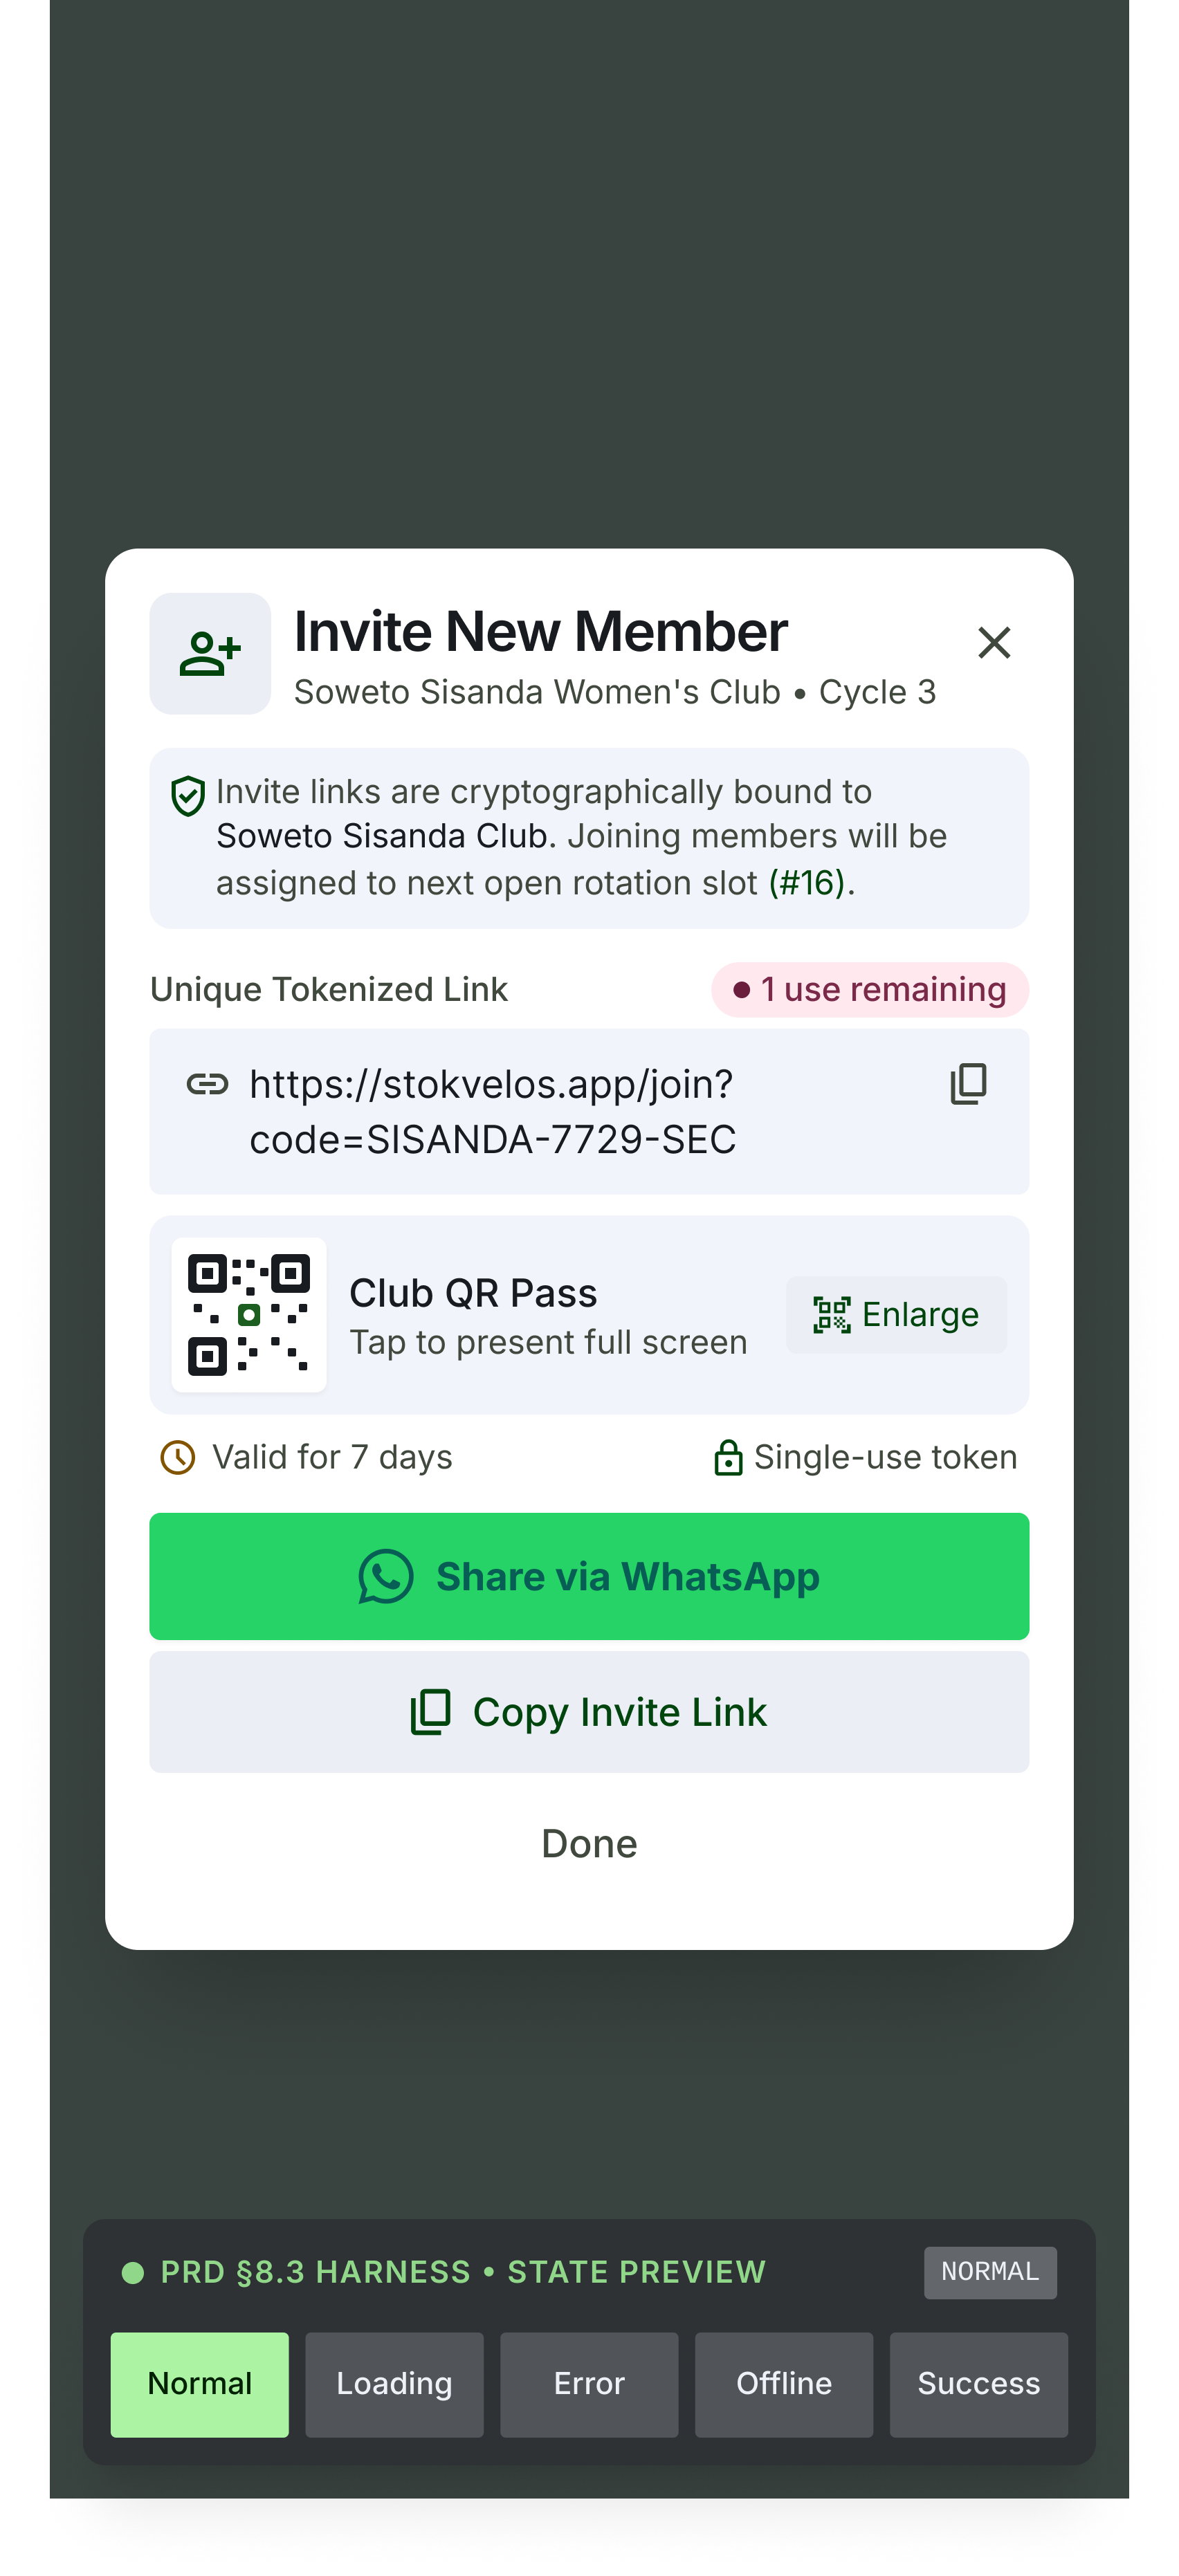 Invite New Member
Soweto Sisanda Women's Club • Cycle 3
Invite links are cryptographically bound to
Soweto Sisanda Club. Joining members will be
assigned to next open rotation slot (#16).
Unique Tokenized Link
1 use remaining
https://stokvelos.app/join?
code=SISANDA-7729-SEC
Club QR Pass
Tap to present full screen
Enlarge
Valid for 7 days
Single-use token
Share via WhatsApp
Copy Invite Link
Done
PRD §8.3 HARNESS • STATE PREVIEW
NORMAL
Normal
Loading
Error
Offline
Success